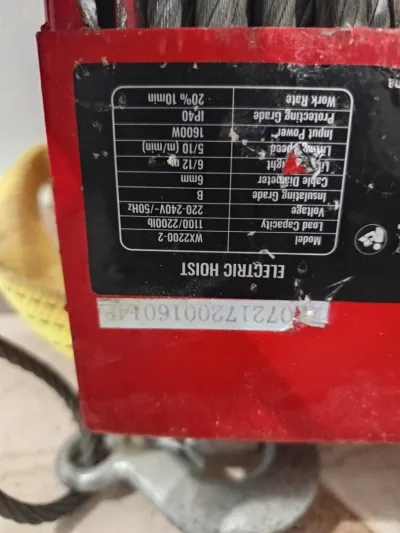 ELECTRIC HOIST
Model WX2200-2
Load Capacity 1100/2200lb
Voltage 220-240V~/50Hz
Insulating Grade B
Cable Diameter 6mm
6/12
Lifting Speed 5/10 (m/min)
Input Power 1600W
Protecting Grade IP40
Work Rate 20% 10min